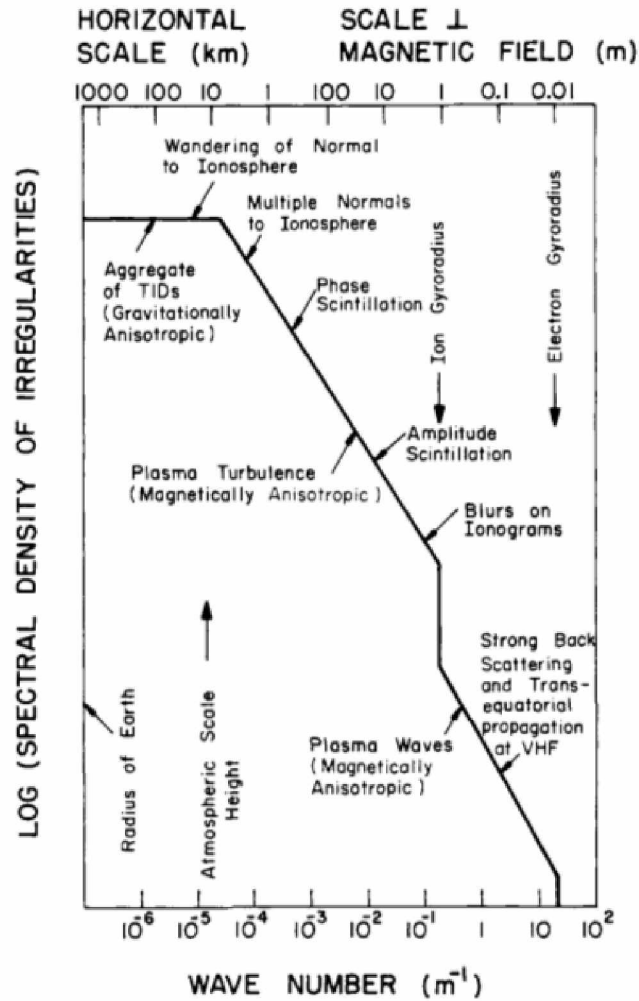 HORIZONTAL
SCALE (km)
SCALE ⊥
MAGNETIC FIELD (m)
1000 100 10 1 100 10 1 0.1 0.01
Wandering of Normal
to Ionosphere
Multiple Normals
to Ionosphere
Aggregate
of TIDs
(Gravitationally
Anisotropic)
Phase
Scintillation
Ion Gyroradius
Electron Gyroradius
Amplitude
Scintillation
Plasma Turbulence
(Magnetically Anisotropic)
Blurs on
Ionograms
Strong Back
Scattering
and Trans-
equatorial
propagation
at VHF
Plasma Waves
(Magnetically
Anisotropic)
Radius of Earth
Atmospheric Scale
Height
LOG (SPECTRAL DENSITY OF IRREGULARITIES)
10⁻⁶ 10⁻⁵ 10⁻⁴ 10⁻³ 10⁻² 10⁻¹ 1 10 10²
WAVE NUMBER (m⁻¹)